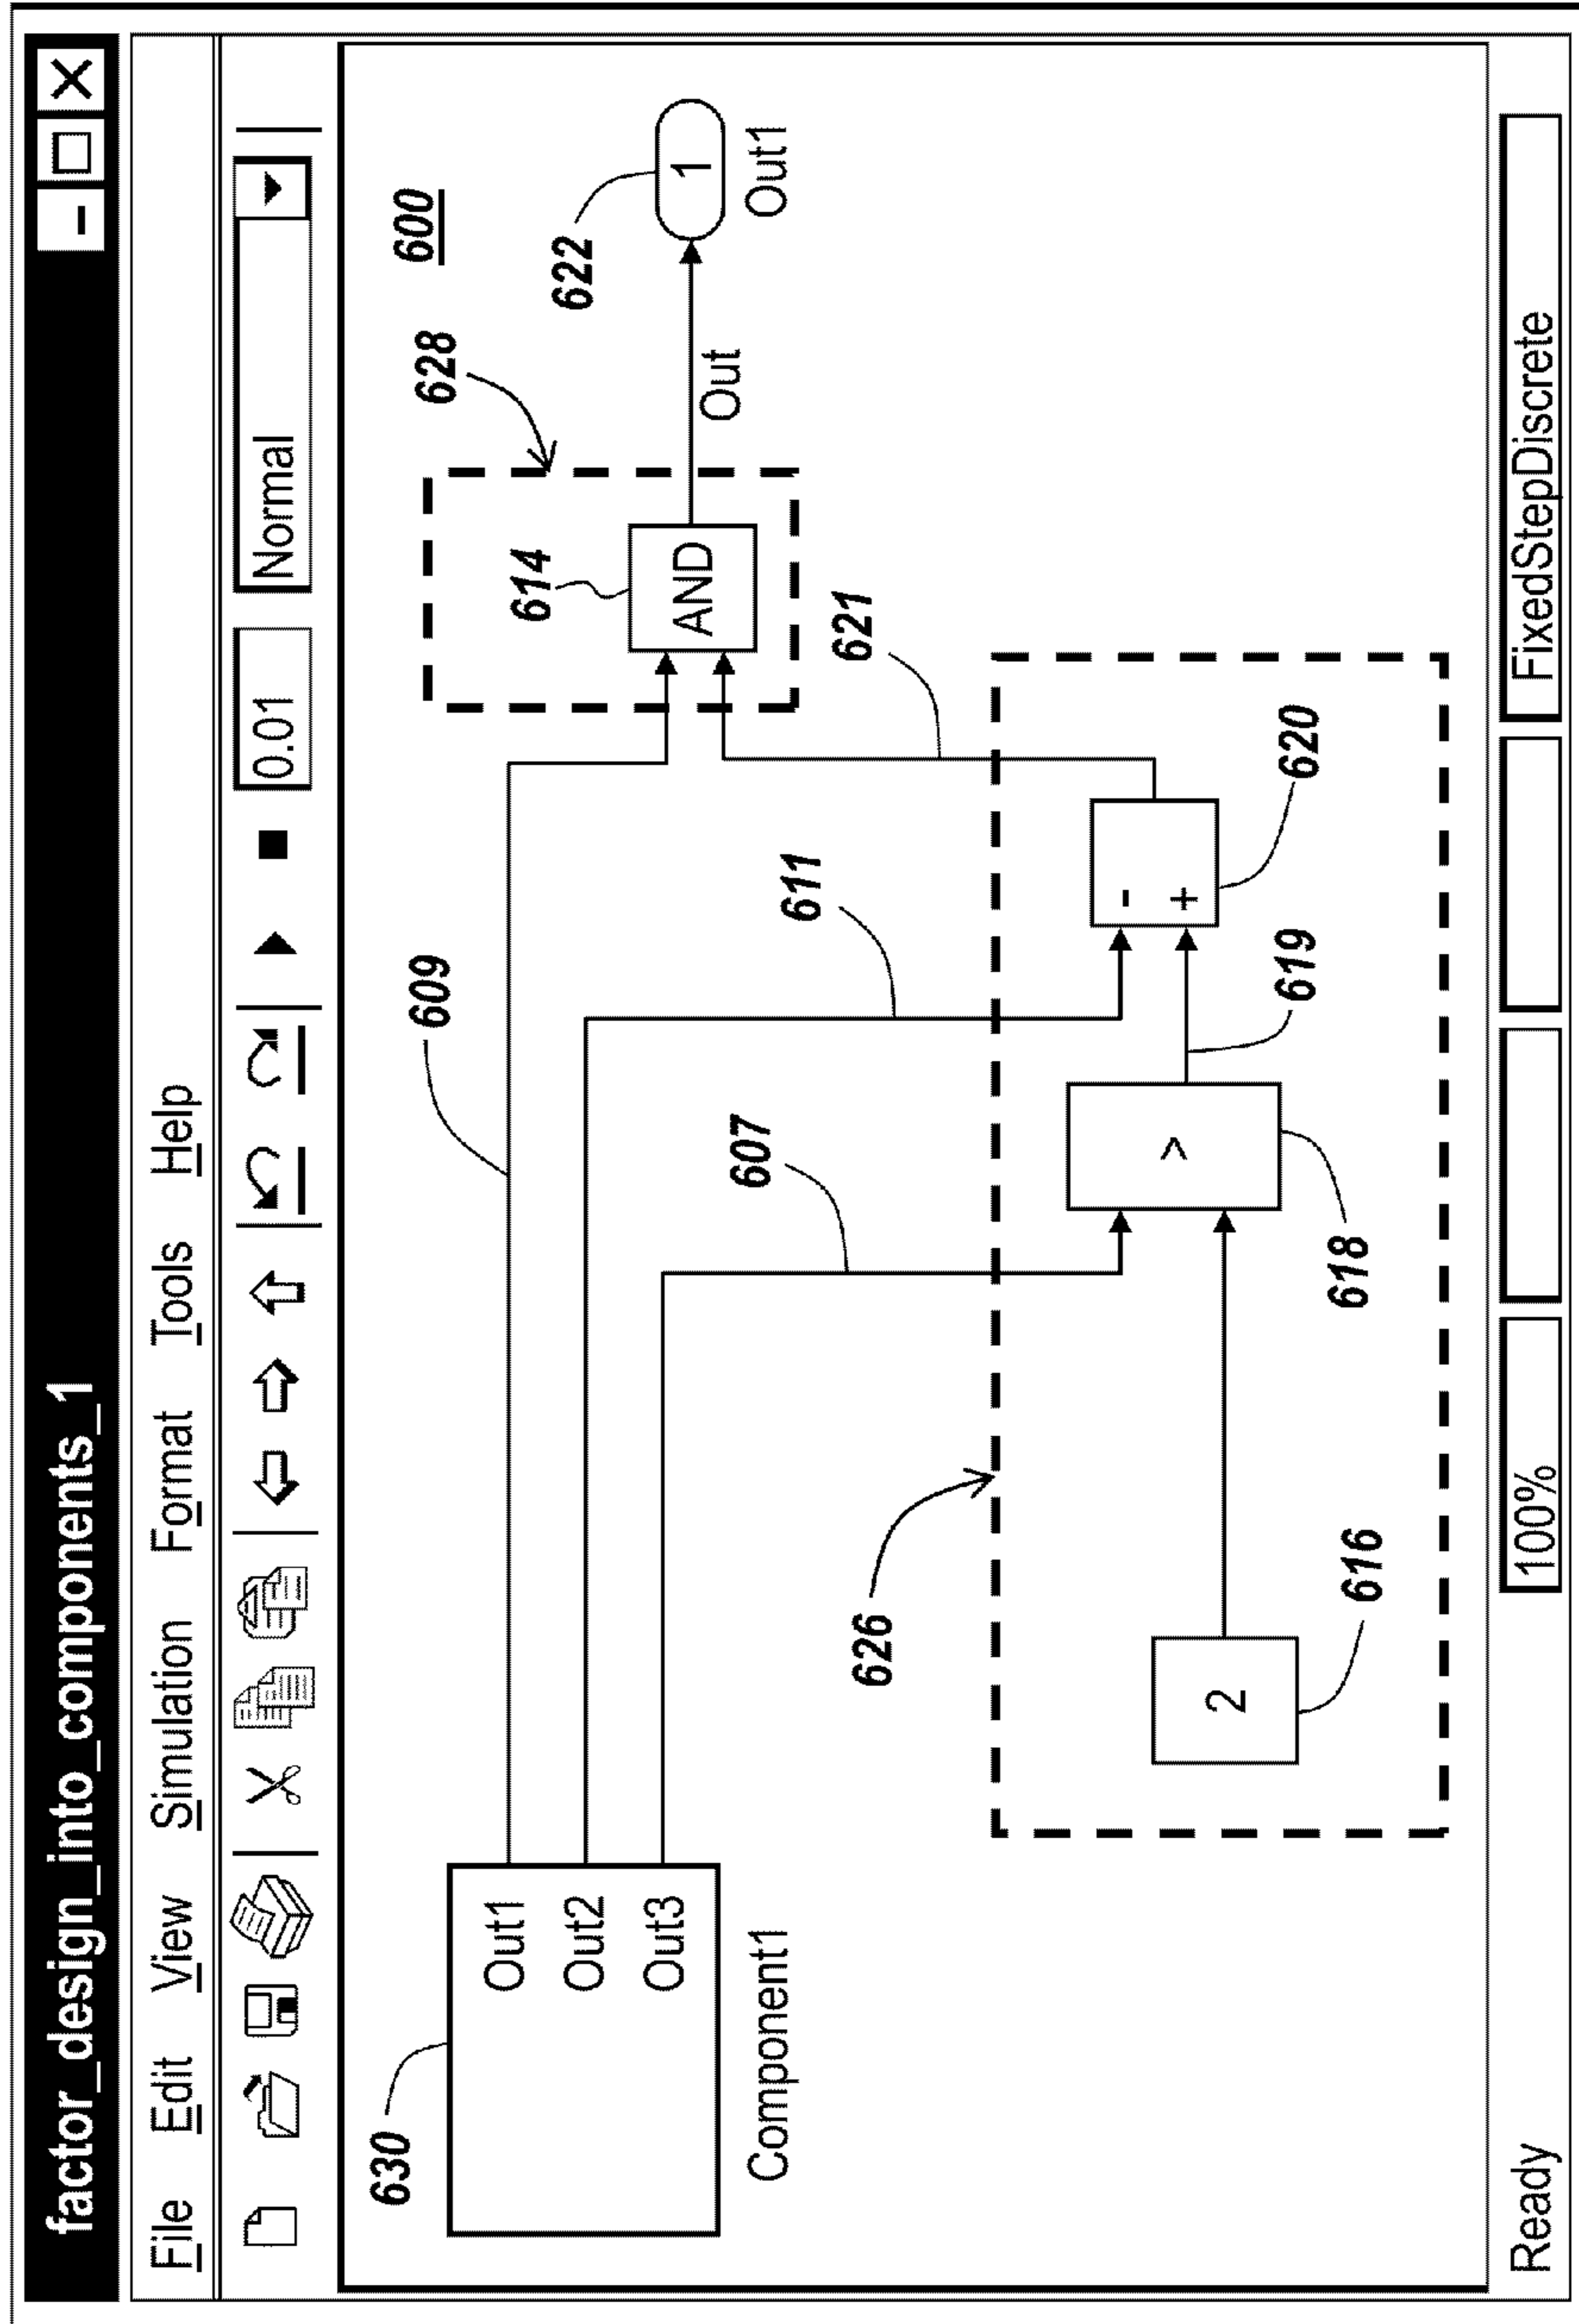 factor_design_into_components_1
File Edit View Simulation Format Tools Help
0.01 Normal
600
630
Out1
Out2
Out3
Component1
609
611
607
628
614
AND
Out
622
1
Out1
621
626
2
616
>
618
619
-
+
620
Ready 100% FixedStepDiscrete